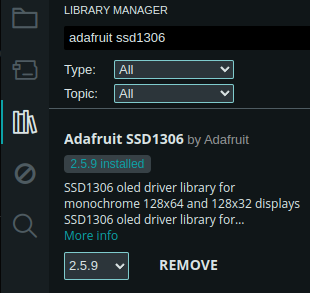 LIBRARY MANAGER
adafruit ssd1306
Type: All
Topic: All
Adafruit SSD1306 by Adafruit
2.5.9 installed
SSD1306 oled driver library for
monochrome 128x64 and 128x32 displays
SSD1306 oled driver library for...
More info
2.5.9 REMOVE